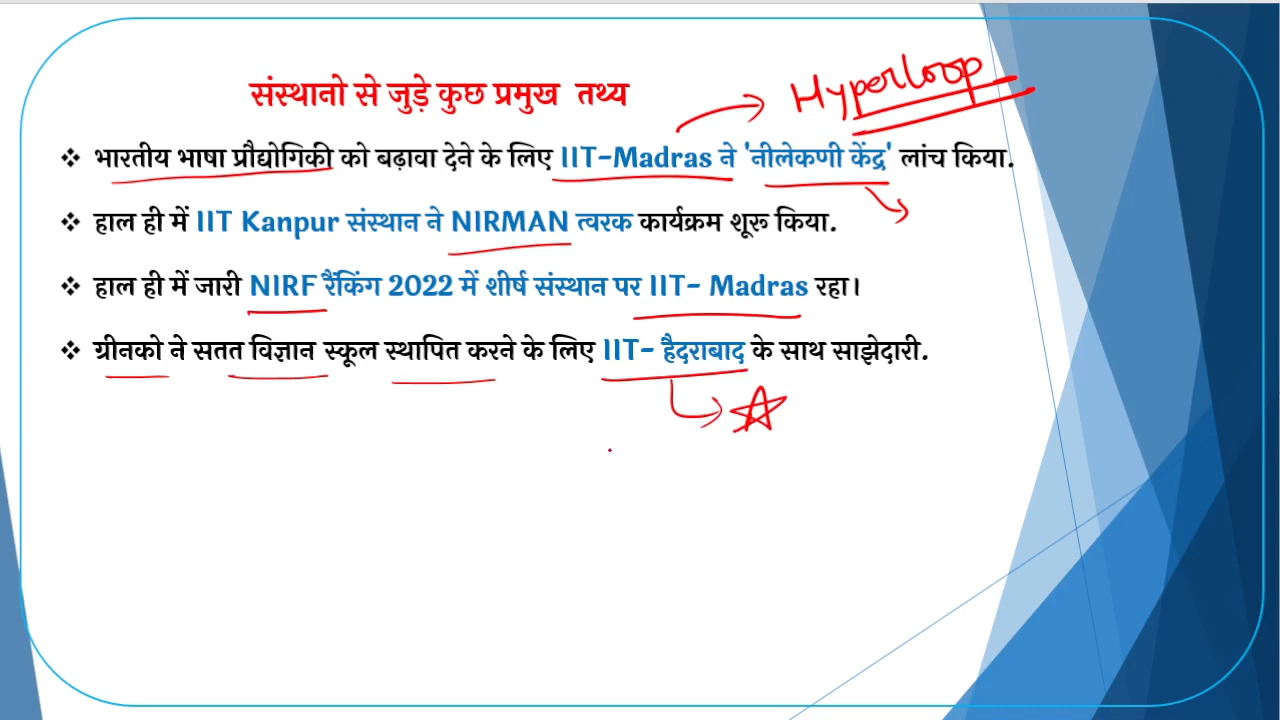 संस्थानो से जुड़े कुछ प्रमुख तथ्य
Hyperloop
❖ भारतीय भाषा प्रौद्योगिकी को बढ़ावा देने के लिए IIT-Madras ने 'नीलेकणी केंद्र' लांच किया.
❖ हाल ही में IIT Kanpur संस्थान ने NIRMAN त्वरक कार्यक्रम शूरू किया.
❖ हाल ही में जारी NIRF रैंकिंग 2022 में शीर्ष संस्थान पर IIT- Madras रहा।
❖ ग्रीनको ने सतत विज्ञान स्कूल स्थापित करने के लिए IIT- हैदराबाद के साथ साझेदारी.